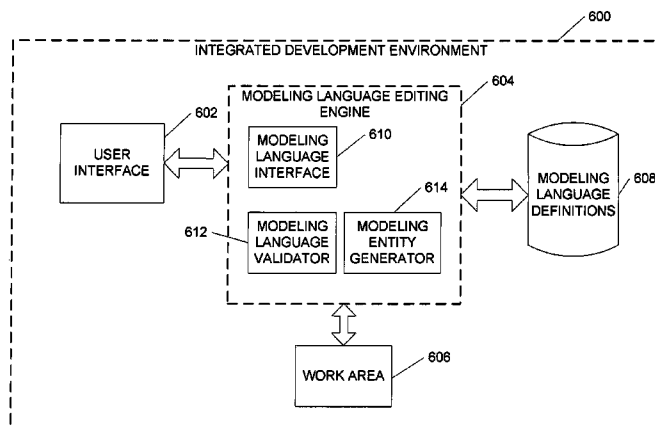 600
INTEGRATED DEVELOPMENT ENVIRONMENT
604
MODELING LANGUAGE EDITING
ENGINE
602
USER
INTERFACE
610
MODELING
LANGUAGE
INTERFACE
614
612
MODELING
LANGUAGE
VALIDATOR
MODELING
ENTITY
GENERATOR
MODELING
LANGUAGE
DEFINITIONS
608
606
WORK AREA